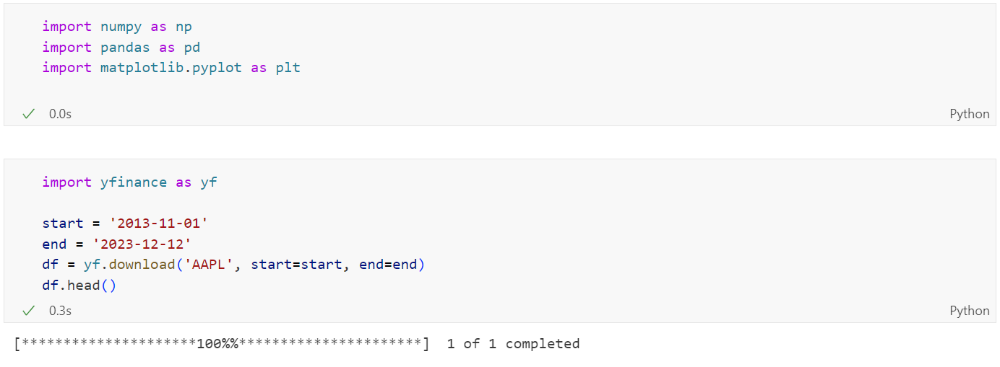 import numpy as np
import pandas as pd
import matplotlib.pyplot as plt
0.0s
Python
import yfinance as yf
start = '2013-11-01'
end = '2023-12-12'
df = yf.download('AAPL', start=start, end=end)
df.head()
0.3s
Python
[*********************100%%**********************]  1 of 1 completed